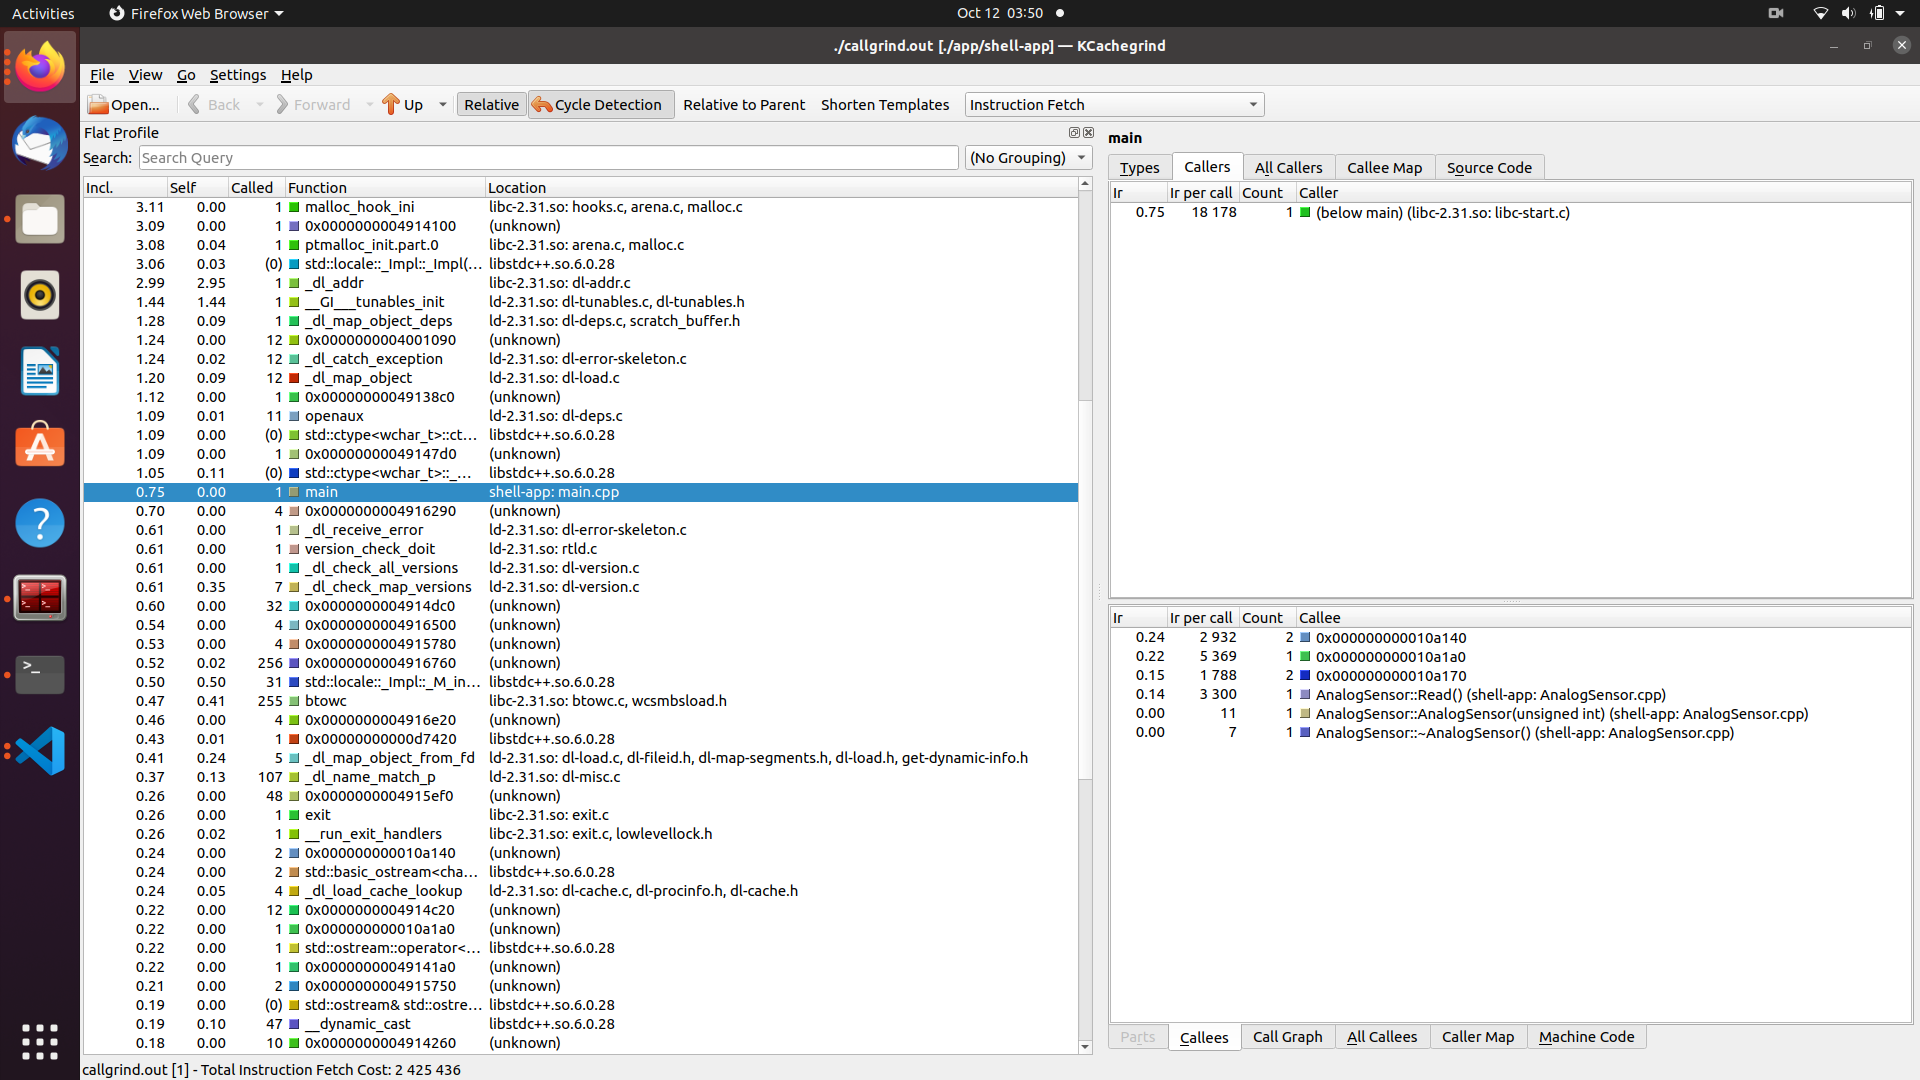 Activities Firefox Web Browser Oct 12 03:50
./callgrind.out [./app/shell-app] — KCachegrind
File View Go Settings Help
Open... Back Forward Up Relative Cycle Detection Relative to Parent Shorten Templates Instruction Fetch
Flat Profile
Search: Search Query (No Grouping)
Incl. Self Called Function Location
3.11 0.00 1 malloc_hook_ini libc-2.31.so: hooks.c, arena.c, malloc.c
3.09 0.00 1 0x0000000004914100 (unknown)
3.08 0.04 1 ptmalloc_init.part.0 libc-2.31.so: arena.c, malloc.c
3.06 0.03 (0) std::locale::_Impl::_Impl(... libstdc++.so.6.0.28
2.99 2.95 1 _dl_addr libc-2.31.so: dl-addr.c
1.44 1.44 1 __GI___tunables_init ld-2.31.so: dl-tunables.c, dl-tunables.h
1.28 0.09 1 _dl_map_object_deps ld-2.31.so: dl-deps.c, scratch_buffer.h
1.24 0.00 12 0x0000000004001090 (unknown)
1.24 0.02 12 _dl_catch_exception ld-2.31.so: dl-error-skeleton.c
1.20 0.09 12 _dl_map_object ld-2.31.so: dl-load.c
1.12 0.00 1 0x00000000049138c0 (unknown)
1.09 0.01 11 openaux ld-2.31.so: dl-deps.c
1.09 0.00 (0) std::ctype<wchar_t>::ct... libstdc++.so.6.0.28
1.09 0.00 1 0x00000000049147d0 (unknown)
1.05 0.11 (0) std::ctype<wchar_t>::_... libstdc++.so.6.0.28
0.75 0.00 1 main shell-app: main.cpp
0.70 0.00 4 0x0000000004916290 (unknown)
0.61 0.00 1 _dl_receive_error ld-2.31.so: dl-error-skeleton.c
0.61 0.00 1 version_check_doit ld-2.31.so: rtld.c
0.61 0.00 1 _dl_check_all_versions ld-2.31.so: dl-version.c
0.61 0.35 7 _dl_check_map_versions ld-2.31.so: dl-version.c
0.60 0.00 32 0x0000000004914dc0 (unknown)
0.54 0.00 4 0x0000000004916500 (unknown)
0.53 0.00 4 0x0000000004915780 (unknown)
0.52 0.02 256 0x0000000004916760 (unknown)
0.50 0.50 31 std::locale::_Impl::_M_in... libstdc++.so.6.0.28
0.47 0.41 255 btowc libc-2.31.so: btowc.c, wcsmbsload.h
0.46 0.00 4 0x0000000004916e20 (unknown)
0.43 0.01 1 0x00000000000d7420 libstdc++.so.6.0.28
0.41 0.24 5 _dl_map_object_from_fd ld-2.31.so: dl-load.c, dl-fileid.h, dl-map-segments.h, dl-load.h, get-dynamic-info.h
0.37 0.13 107 _dl_name_match_p ld-2.31.so: dl-misc.c
0.26 0.00 48 0x0000000004915ef0 (unknown)
0.26 0.00 1 exit libc-2.31.so: exit.c
0.26 0.02 1 __run_exit_handlers libc-2.31.so: exit.c, lowlevellock.h
0.24 0.00 2 0x000000000010a140 (unknown)
0.24 0.00 2 std::basic_ostream<cha... libstdc++.so.6.0.28
0.24 0.05 4 _dl_load_cache_lookup ld-2.31.so: dl-cache.c, dl-procinfo.h, dl-cache.h
0.22 0.00 12 0x0000000004914c20 (unknown)
0.22 0.00 1 0x000000000010a1a0 (unknown)
0.22 0.00 1 std::ostream::operator<... libstdc++.so.6.0.28
0.22 0.00 1 0x00000000049141a0 (unknown)
0.21 0.00 2 0x0000000004915750 (unknown)
0.19 0.00 (0) std::ostream& std::ostre... libstdc++.so.6.0.28
0.19 0.10 47 __dynamic_cast libstdc++.so.6.0.28
0.18 0.00 10 0x0000000004914260 (unknown)
main
Types Callers All Callers Callee Map Source Code
Ir Ir per call Count Caller
0.75 18 178 1 (below main) (libc-2.31.so: libc-start.c)
Ir Ir per call Count Callee
0.24 2 932 2 0x000000000010a140
0.22 5 369 1 0x000000000010a1a0
0.15 1 788 2 0x000000000010a170
0.14 3 300 1 AnalogSensor::Read() (shell-app: AnalogSensor.cpp)
0.00 11 1 AnalogSensor::AnalogSensor(unsigned int) (shell-app: AnalogSensor.cpp)
0.00 7 1 AnalogSensor::~AnalogSensor() (shell-app: AnalogSensor.cpp)
Parts Callees Call Graph All Callees Caller Map Machine Code
callgrind.out [1] - Total Instruction Fetch Cost: 2 425 436